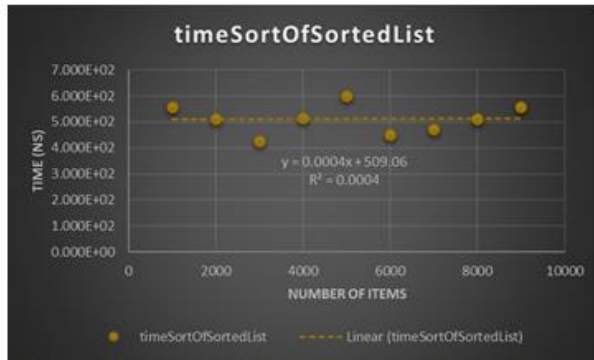 timeSortOfSortedList
7.000E+02
6.000E+02
5.000E+02
4.000E+02
3.000E+02
2.000E+02
1.000E+02
0.000E+00
TIME (NS)
y = 0.0004x + 509.06
R² = 0.0004
0 2000 4000 6000 8000 10000
NUMBER OF ITEMS
timeSortOfSortedList Linear (timeSortOfSortedList)